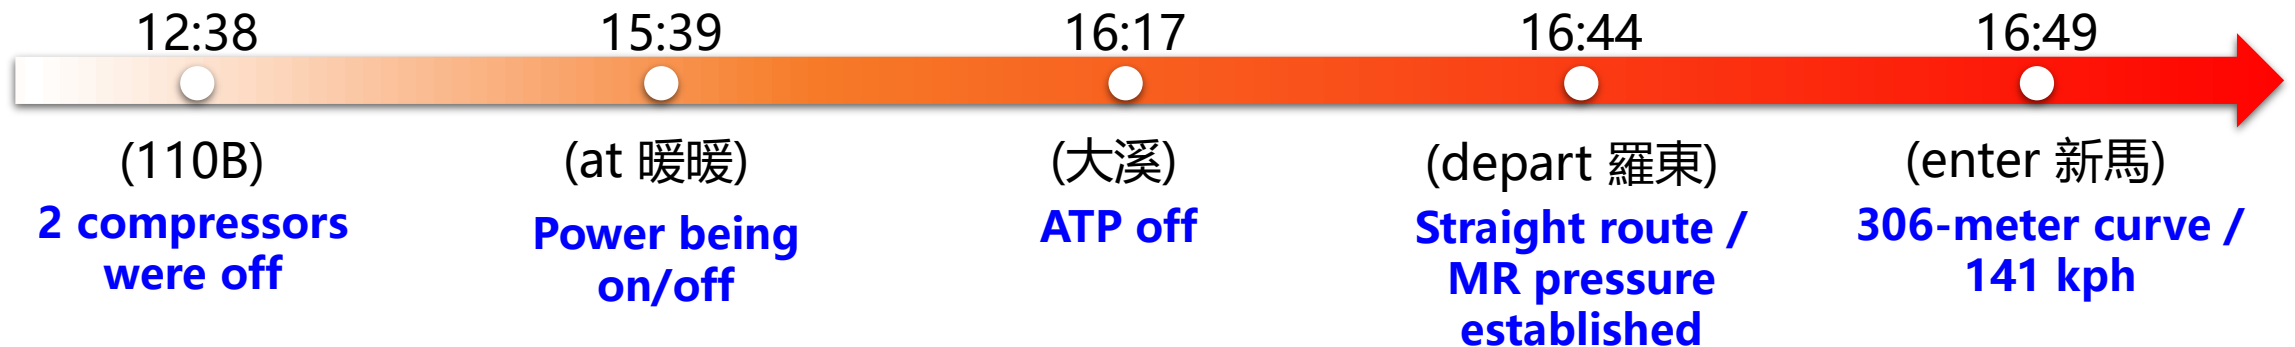 12:38
15:39
16:17
16:44
16:49
(110B)
(at 暖暖)
(大溪)
(depart 羅東)
(enter 新馬)
2 compressors
were off
Power being
on/off
ATP off
Straight route /
MR pressure
established
306-meter curve /
141 kph